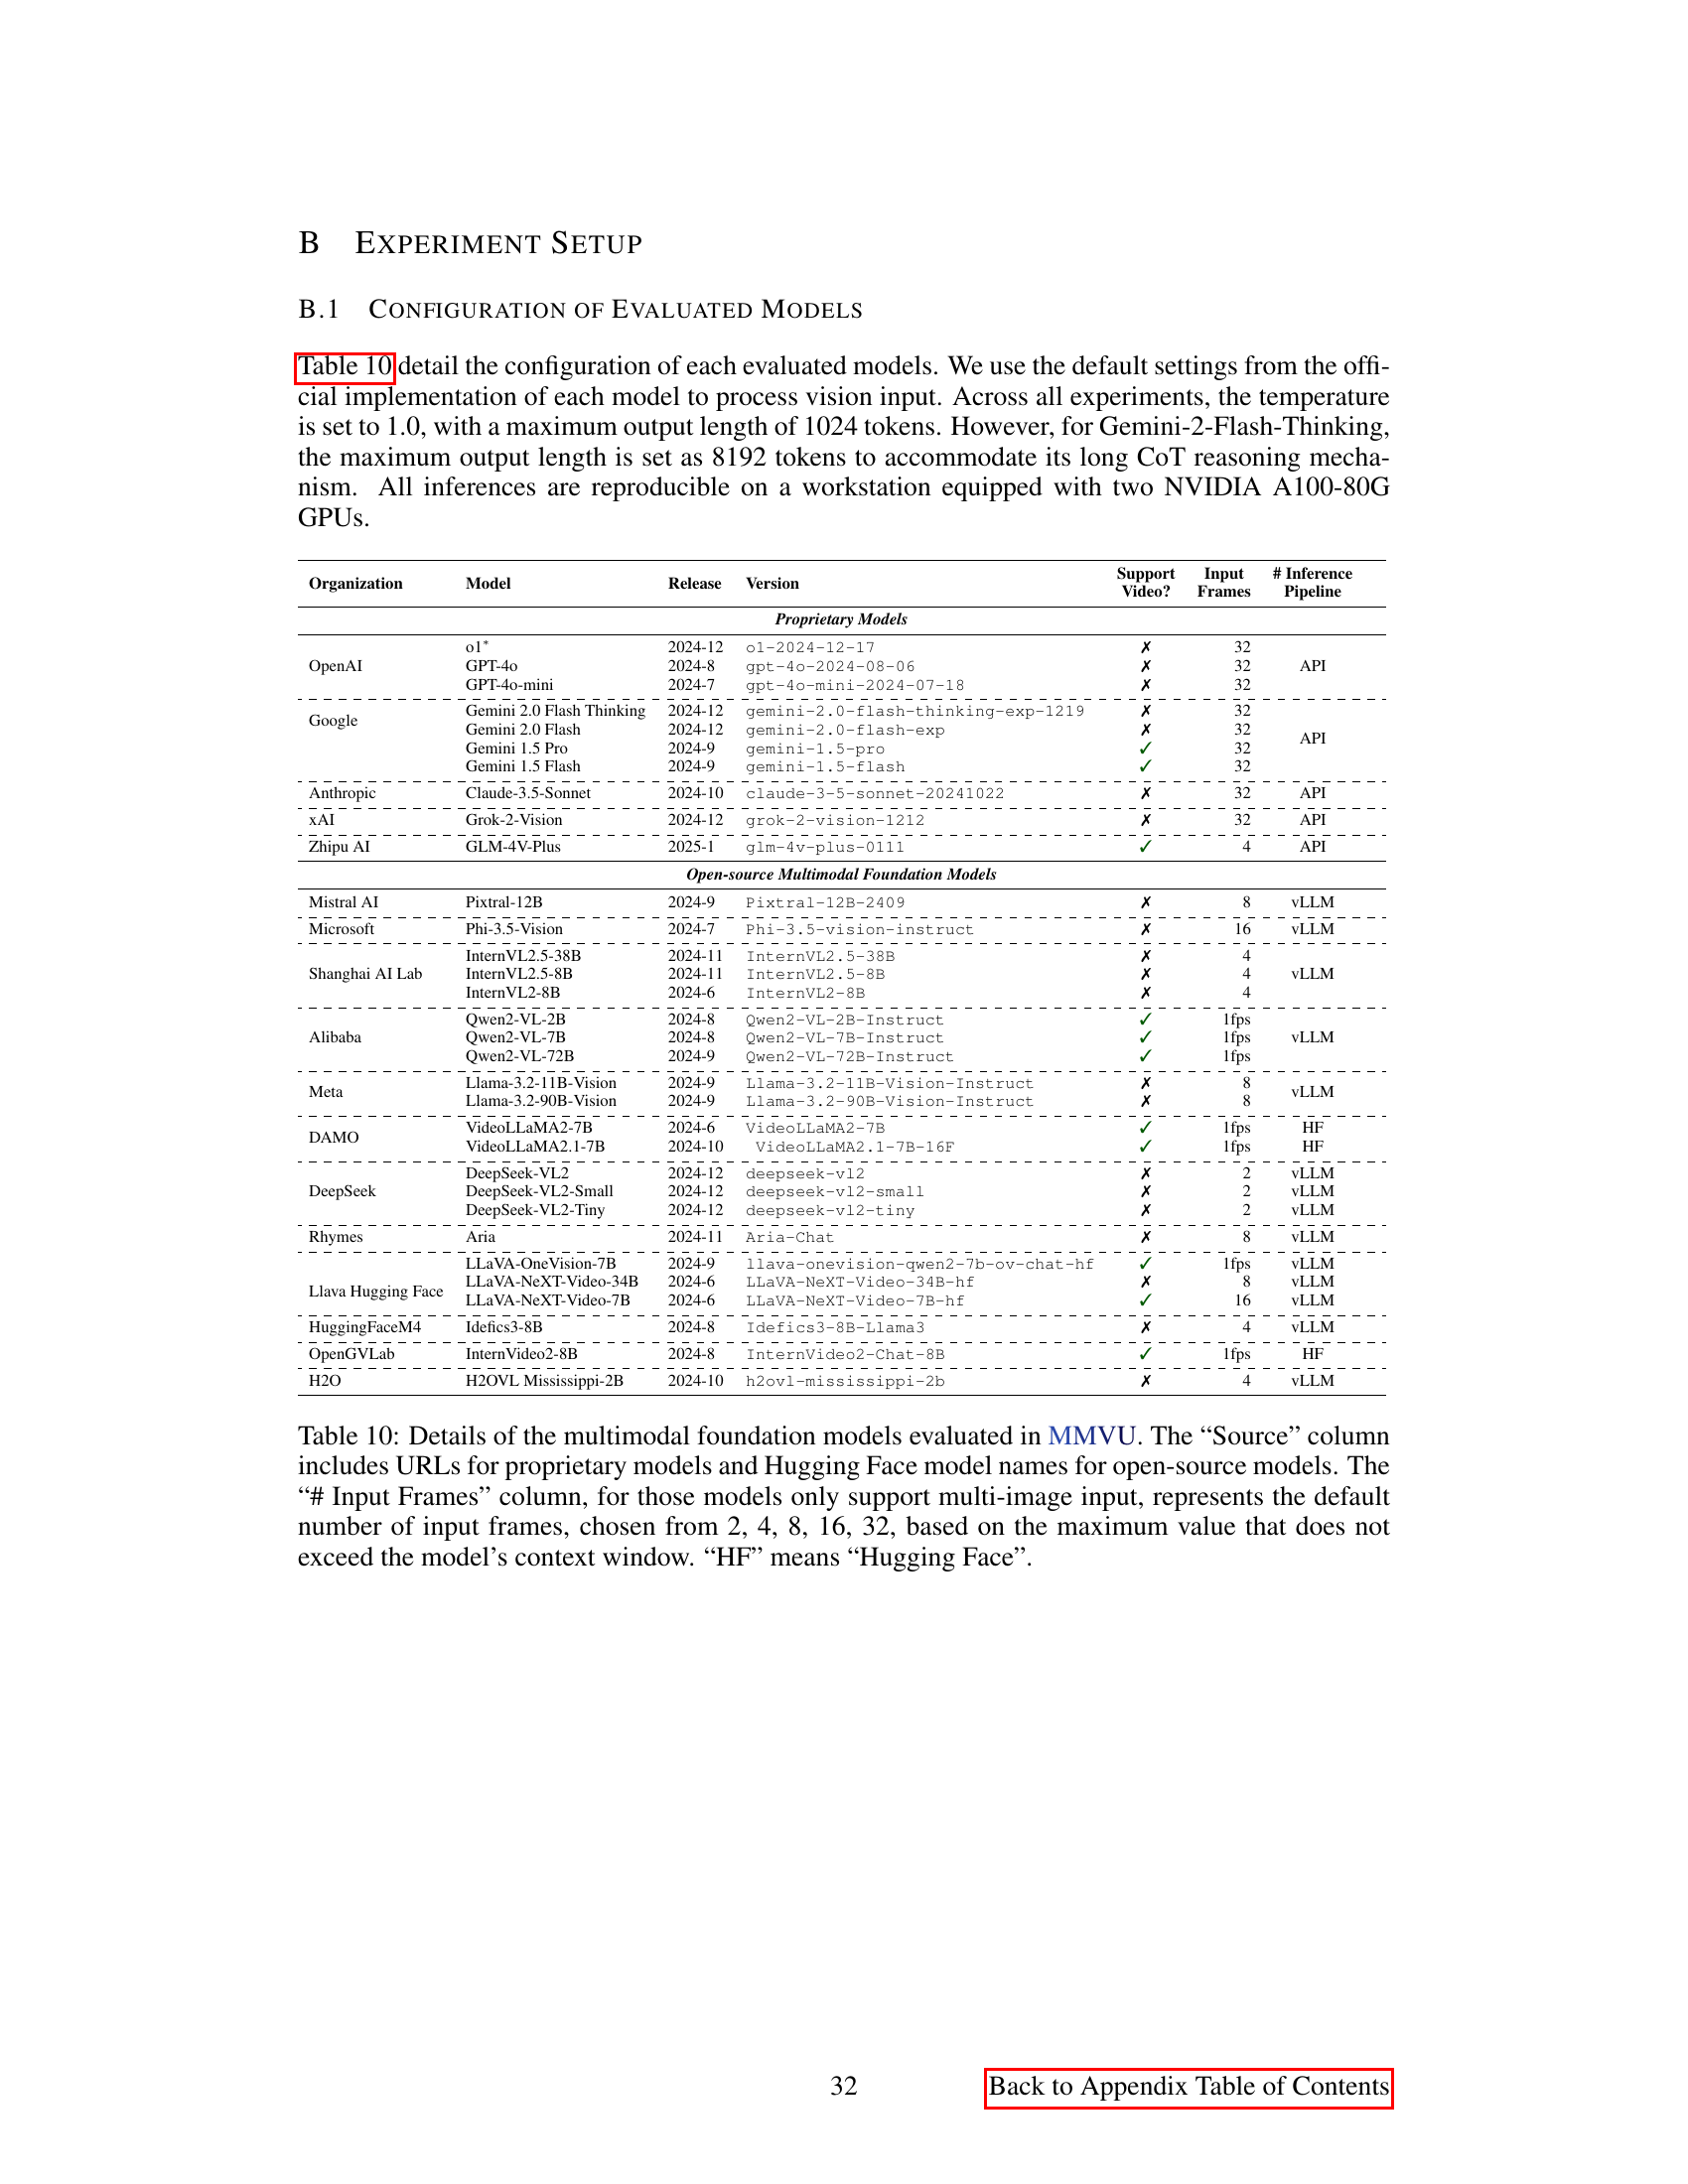 B EXPERIMENT SETUP
B.1 CONFIGURATION OF EVALUATED MODELS
Table 10 detail the configuration of each evaluated models. We use the default settings from the offi-
cial implementation of each model to process vision input. Across all experiments, the temperature
is set to 1.0, with a maximum output length of 1024 tokens. However, for Gemini-2-Flash-Thinking,
the maximum output length is set as 8192 tokens to accommodate its long CoT reasoning mecha-
nism. All inferences are reproducible on a workstation equipped with two NVIDIA A100-80G
GPUs.
Organization Model Release Version Support Video? Input Frames # Inference Pipeline
Proprietary Models
OpenAI o1* 2024-12 o1-2024-12-17 ✗ 32 API
GPT-4o 2024-8 gpt-4o-2024-08-06 ✗ 32
GPT-4o-mini 2024-7 gpt-4o-mini-2024-07-18 ✗ 32
Google Gemini 2.0 Flash Thinking 2024-12 gemini-2.0-flash-thinking-exp-1219 ✗ 32 API
Gemini 2.0 Flash 2024-12 gemini-2.0-flash-exp ✗ 32
Gemini 1.5 Pro 2024-9 gemini-1.5-pro ✓ 32
Gemini 1.5 Flash 2024-9 gemini-1.5-flash ✓ 32
Anthropic Claude-3.5-Sonnet 2024-10 claude-3-5-sonnet-20241022 ✗ 32 API
xAI Grok-2-Vision 2024-12 grok-2-vision-1212 ✗ 32 API
Zhipu AI GLM-4V-Plus 2025-1 glm-4v-plus-0111 ✓ 4 API
Open-source Multimodal Foundation Models
Mistral AI Pixtral-12B 2024-9 Pixtral-12B-2409 ✗ 8 vLLM
Microsoft Phi-3.5-Vision 2024-7 Phi-3.5-vision-instruct ✗ 16 vLLM
Shanghai AI Lab InternVL2.5-38B 2024-11 InternVL2.5-38B ✗ 4 vLLM
InternVL2.5-8B 2024-11 InternVL2.5-8B ✗ 4
InternVL2-8B 2024-6 InternVL2-8B ✗ 4
Alibaba Qwen2-VL-2B 2024-8 Qwen2-VL-2B-Instruct ✓ 1fps vLLM
Qwen2-VL-7B 2024-8 Qwen2-VL-7B-Instruct ✓ 1fps
Qwen2-VL-72B 2024-9 Qwen2-VL-72B-Instruct ✓ 1fps
Meta Llama-3.2-11B-Vision 2024-9 Llama-3.2-11B-Vision-Instruct ✗ 8 vLLM
Llama-3.2-90B-Vision 2024-9 Llama-3.2-90B-Vision-Instruct ✗ 8
DAMO VideoLLaMA2-7B 2024-6 VideoLLaMA2-7B ✓ 1fps HF
VideoLLaMA2.1-7B 2024-10 VideoLLaMA2.1-7B-16F ✓ 1fps HF
DeepSeek DeepSeek-VL2 2024-12 deepseek-vl2 ✗ 2 vLLM
DeepSeek-VL2-Small 2024-12 deepseek-vl2-small ✗ 2 vLLM
DeepSeek-VL2-Tiny 2024-12 deepseek-vl2-tiny ✗ 2 vLLM
Rhymes Aria 2024-11 Aria-Chat ✗ 8 vLLM
Llava Hugging Face LLaVA-OneVision-7B 2024-9 llava-onevision-qwen2-7b-ov-chat-hf ✓ 1fps vLLM
LLaVA-NeXT-Video-34B 2024-6 LLaVA-NeXT-Video-34B-hf ✗ 8 vLLM
LLaVA-NeXT-Video-7B 2024-6 LLaVA-NeXT-Video-7B-hf ✓ 16 vLLM
HuggingFaceM4 Idefics3-8B 2024-8 Idefics3-8B-Llama3 ✗ 4 vLLM
OpenGVLab InternVideo2-8B 2024-8 InternVideo2-Chat-8B ✓ 1fps HF
H2O H2OVL Mississippi-2B 2024-10 h2ovl-mississippi-2b ✗ 4 vLLM
Table 10: Details of the multimodal foundation models evaluated in MMVU. The “Source” column
includes URLs for proprietary models and Hugging Face model names for open-source models. The
“# Input Frames” column, for those models only support multi-image input, represents the default
number of input frames, chosen from 2, 4, 8, 16, 32, based on the maximum value that does not
exceed the model’s context window. “HF” means “Hugging Face”.
32 Back to Appendix Table of Contents